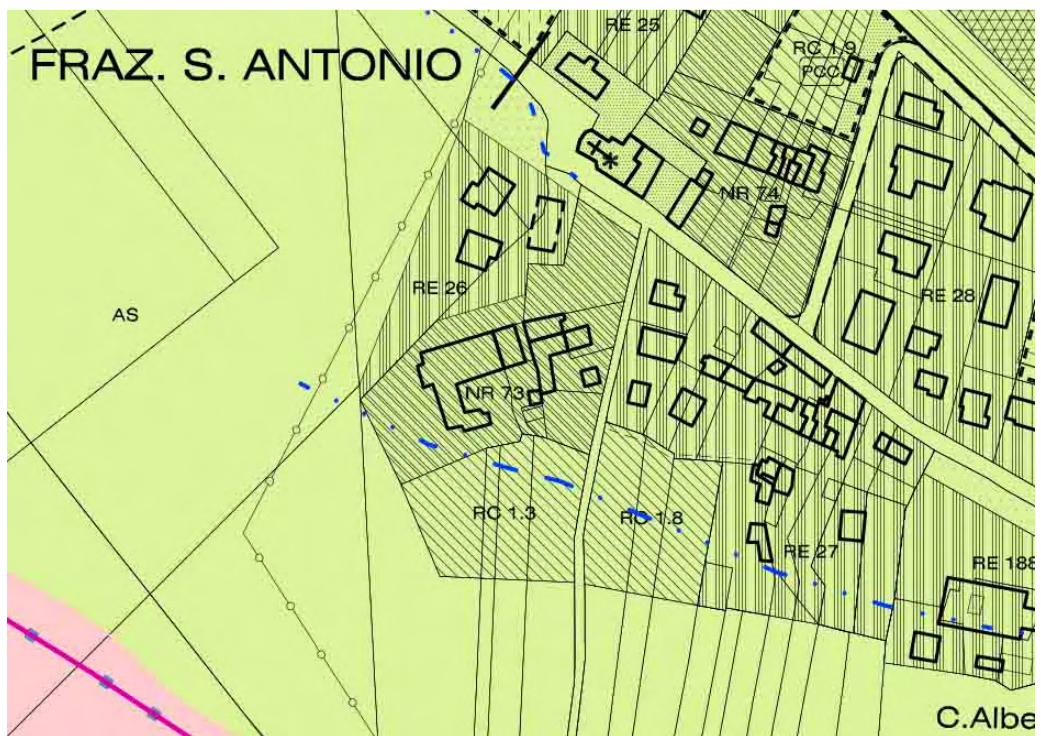 RE 25
RC 1.9
FRAZ. S. ANTONIO
PCC
NR 74
RE 26
RE 28
AS
NR 73
RC 1.3
RC 1.8
RE 27
RE 188
C.Albe